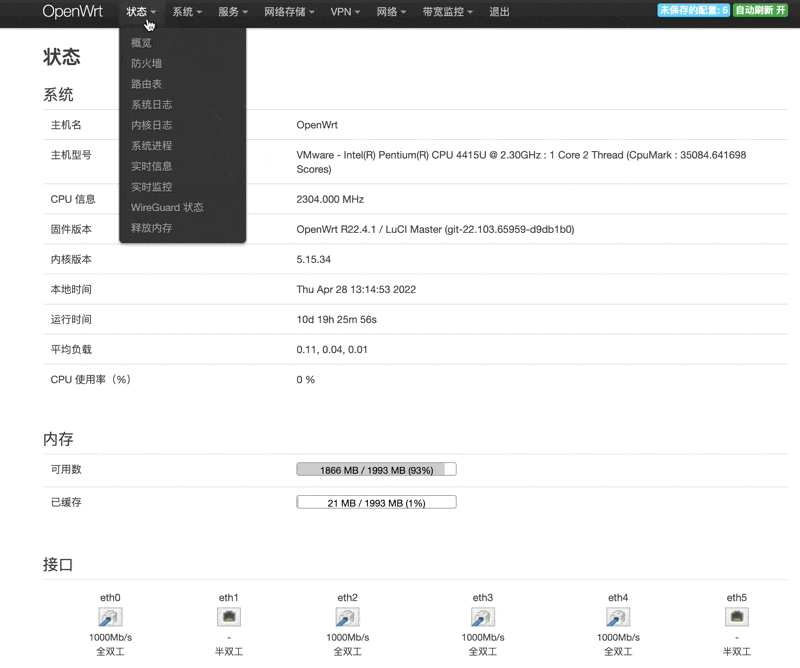 OpenWrt 状态 系统 服务 网络存储 VPN 网络 带宽监控 退出 未保存的配置: 5 自动刷新 开
概览
防火墙
路由表
系统日志
内核日志
系统进程
实时信息
实时监控
WireGuard 状态
释放内存
状态
系统
主机名 OpenWrt
主机型号 VMware - Intel(R) Pentium(R) CPU 4415U @ 2.30GHz : 1 Core 2 Thread (CpuMark : 35084.641698
Scores)
CPU 信息 2304.000 MHz
固件版本 OpenWrt R22.4.1 / LuCI Master (git-22.103.65959-d9db1b0)
内核版本 5.15.34
本地时间 Thu Apr 28 13:14:53 2022
运行时间 10d 19h 25m 56s
平均负载 0.11, 0.04, 0.01
CPU 使用率（%） 0 %
内存
可用数 1866 MB / 1993 MB (93%)
已缓存 21 MB / 1993 MB (1%)
接口
eth0 eth1 eth2 eth3 eth4 eth5
1000Mb/s - 1000Mb/s 1000Mb/s 1000Mb/s -
全双工 半双工 全双工 全双工 全双工 半双工